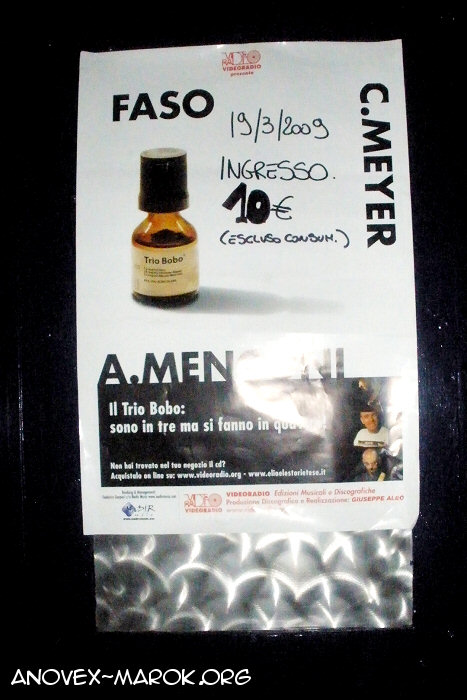 VIDEORADIO
presenta
FASO
C.MEYER
19/3/2009
INGRESSO.
10€
(ESCLUSO CONSUM.)
Trio Bobo
A.MEN
NI
Il Trio Bobo:
sono in tre ma si fanno in
Non hai trovato nel tuo negozio il cd?
Acquistalo on line su: www.videoradio.org - www.elioelestorietese.it
VIDEORADIO Edizioni Musicali e Discografiche
Produzione Discografica e Realizzazione: GIUSEPPE ALEO
VIDEORADIO
ANOVEX-MAROK.ORG